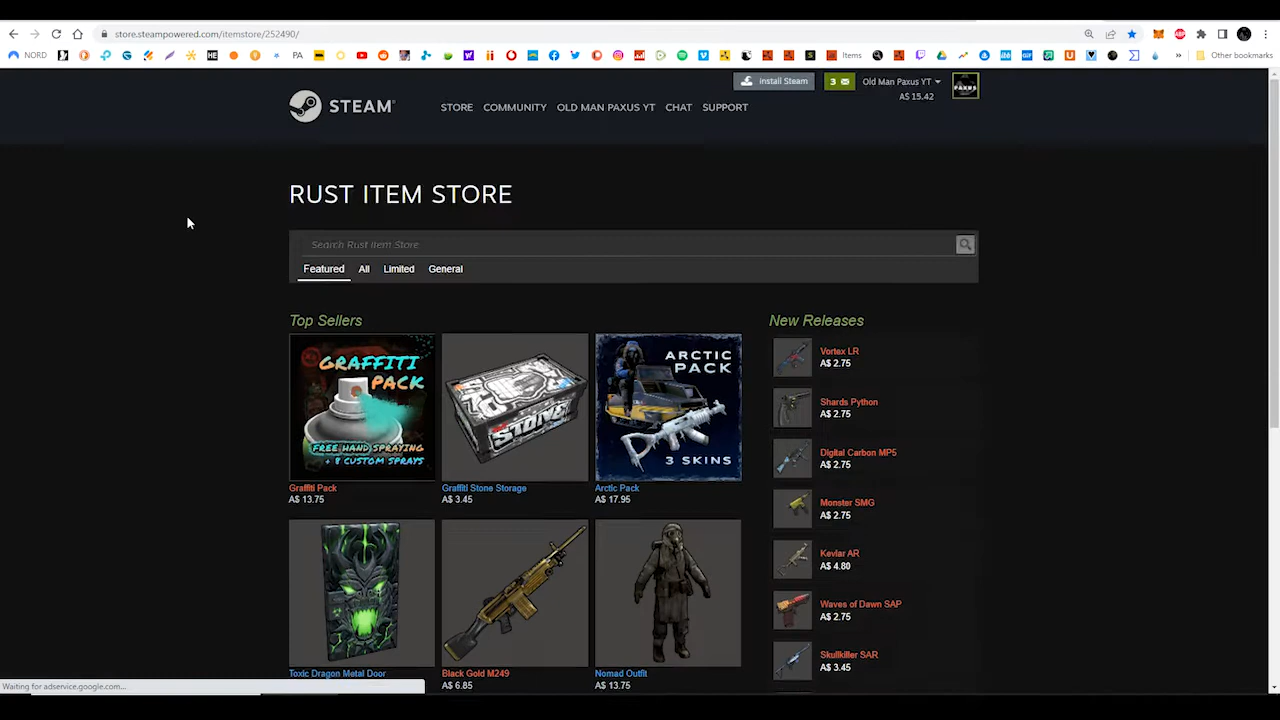 store.steampowered.com/itemstore/252490/
NORD
HE
PA
Items
Other bookmarks
Install Steam
3
Old Man Paxus YT
A$ 15.42
PAXUS
STEAM®
STORE COMMUNITY OLD MAN PAXUS YT CHAT SUPPORT
RUST ITEM STORE
Search Rust Item Store
Featured All Limited General
Top Sellers
New Releases
GRAFFITI
PACK
FREE HAND SPRAYING
+ 8 CUSTOM SPRAYS
STONE
ARCTIC
PACK
3 SKINS
Graffiti Pack
A$ 13.75
Graffiti Stone Storage
A$ 3.45
Arctic Pack
A$ 17.95
Toxic Dragon Metal Door
Black Gold M249
A$ 6.85
Nomad Outfit
A$ 13.75
Vortex LR
A$ 2.75
Shards Python
A$ 2.75
Digital Carbon MP5
A$ 2.75
Monster SMG
A$ 2.75
Kevlar AR
A$ 4.80
Waves of Dawn SAP
A$ 2.75
Skullkiller SAR
A$ 3.45
Waiting for adservice.google.com...